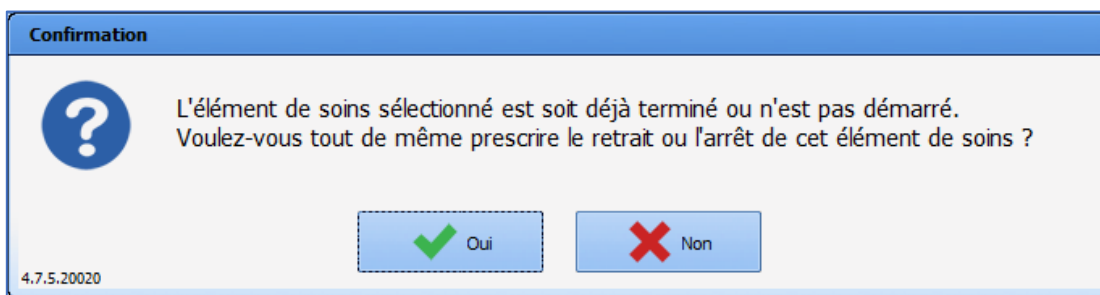 Confirmation
L'élément de soins sélectionné est soit déjà terminé ou n'est pas démarré.
Voulez-vous tout de même prescrire le retrait ou l'arrêt de cet élément de soins ?
Oui
Non
4.7.5.20020